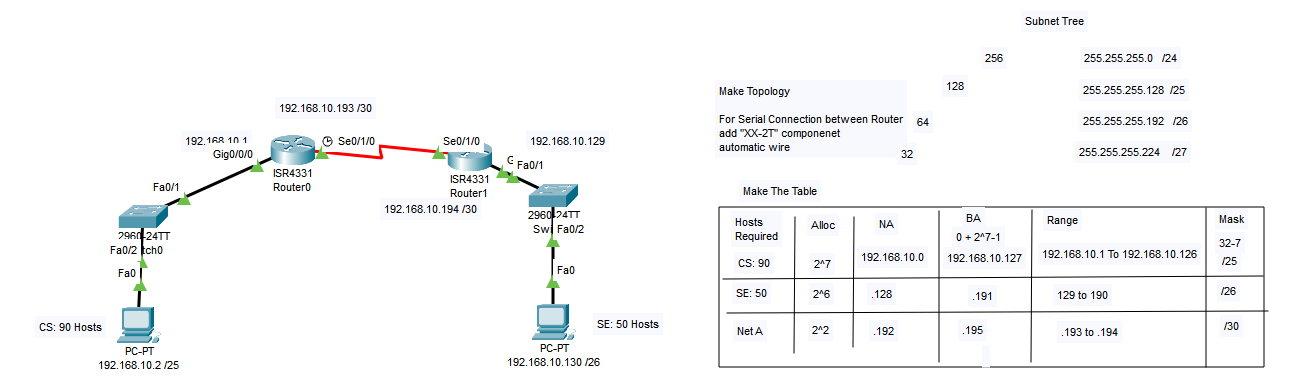 Subnet Tree
256
255.255.255.0 /24
128
255.255.255.128 /25
64
255.255.255.192 /26
32
255.255.255.224 /27
Make Topology
For Serial Connection between Router
add "XX-2T" componenet
automatic wire
192.168.10.193 /30
192.168.10.1
Gig0/0/0
Se0/1/0
Se0/1/0
192.168.10.129
ISR4331
Router0
ISR4331
Router1
G
Fa0/1
Fa0/1
192.168.10.194 /30
2960-24TT
Fa0/2 tch0
Fa0
2960-24TT
Sw Fa0/2
Fa0
CS: 90 Hosts
PC-PT
192.168.10.2 /25
SE: 50 Hosts
PC-PT
192.168.10.130 /26
Make The Table
Hosts Required
Alloc
NA
BA
0 + 2^7-1
Range
Mask
CS: 90
2^7
192.168.10.0
192.168.10.127
192.168.10.1 To 192.168.10.126
32-7
/25
SE: 50
2^6
.128
.191
129 to 190
/26
Net A
2^2
.192
.195
.193 to .194
/30